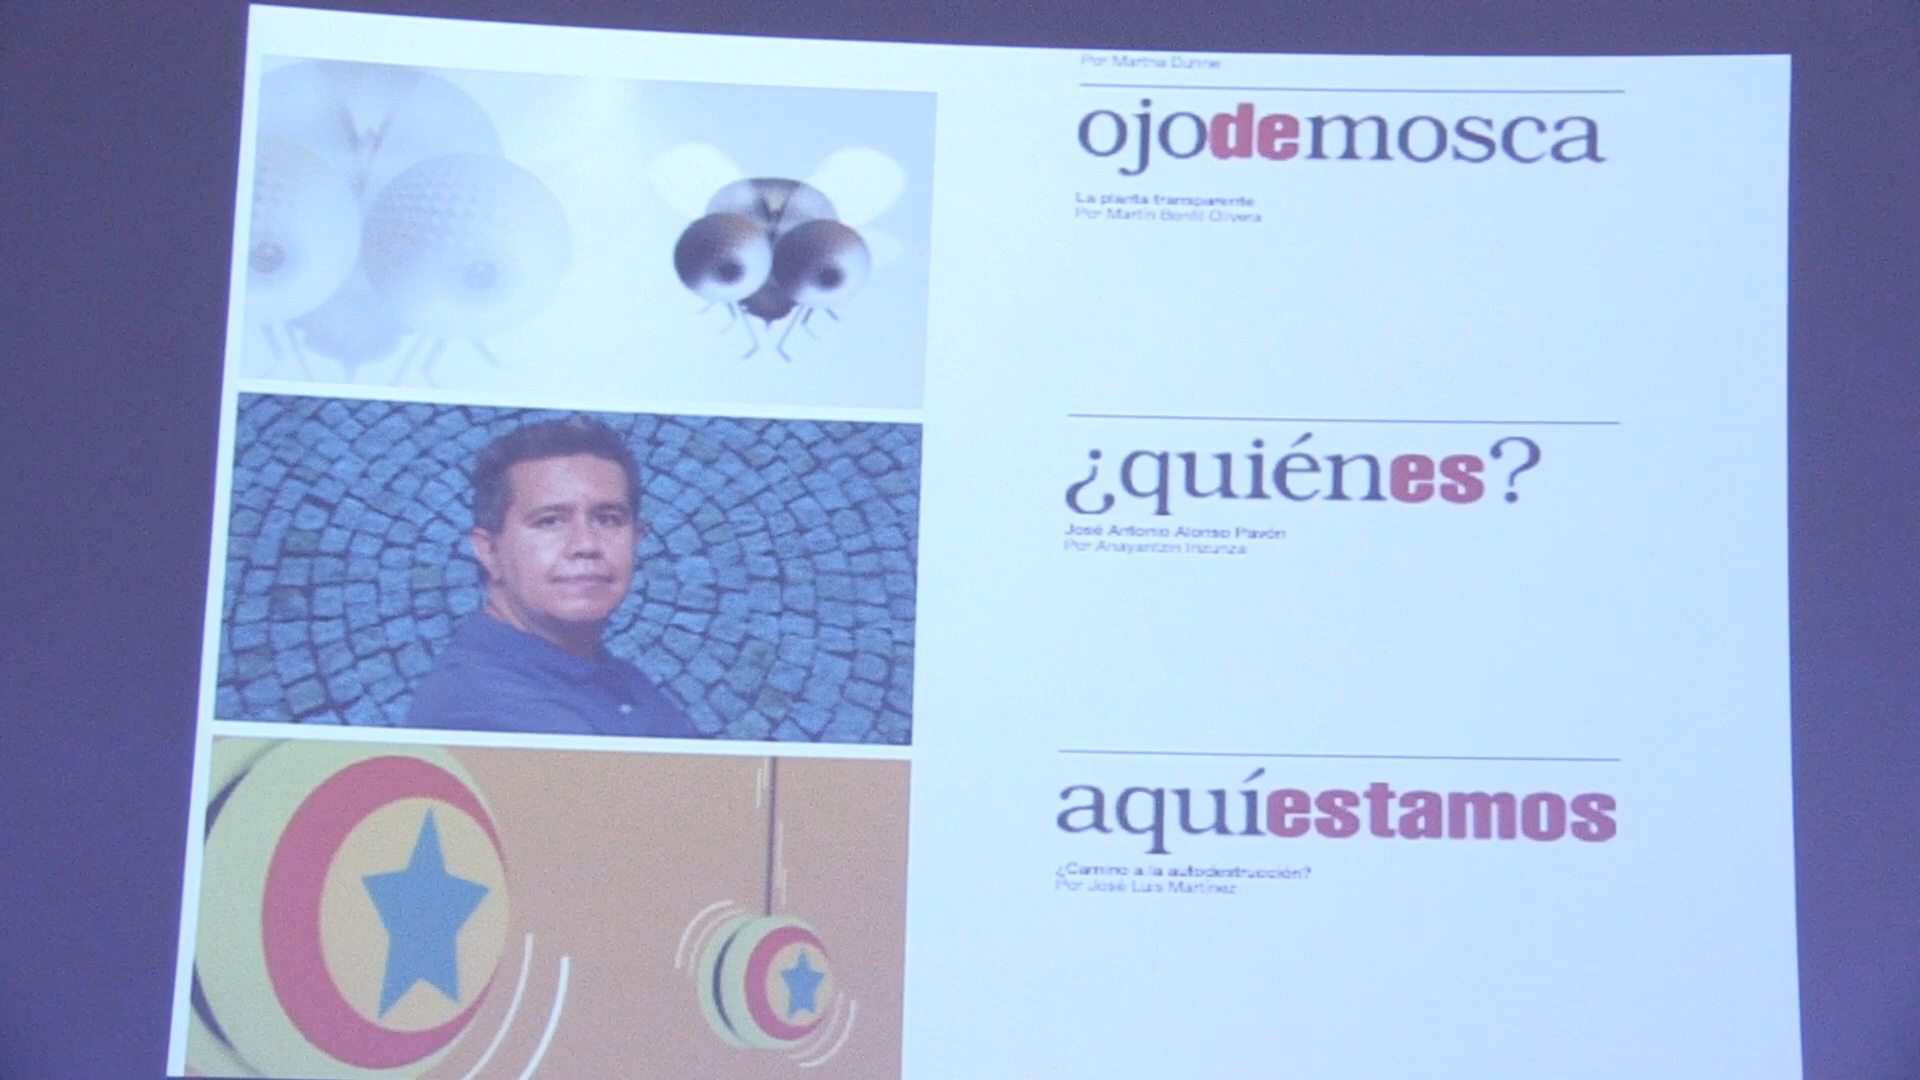 Por Martha Duhne
ojodemosca
La planta transparente
Por Martín Bonfil Olivera
¿quiénes?
José Antonio Alonso Pavón
Por Anayantzin Inzunza
aquíestamos
¿Camino a la autodestrucción?
Por José Luis Martínez